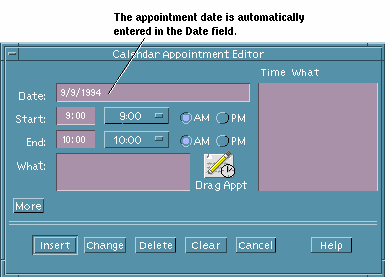 The appointment date is automatically
entered in the Date field.
Calendar Appointment Editor
Time What
Date: 9/9/1994
Start: 9:00 9:00 AM PM
End: 10:00 10:00 AM PM
What:
Drag Appt
More
Insert Change Delete Clear Cancel Help